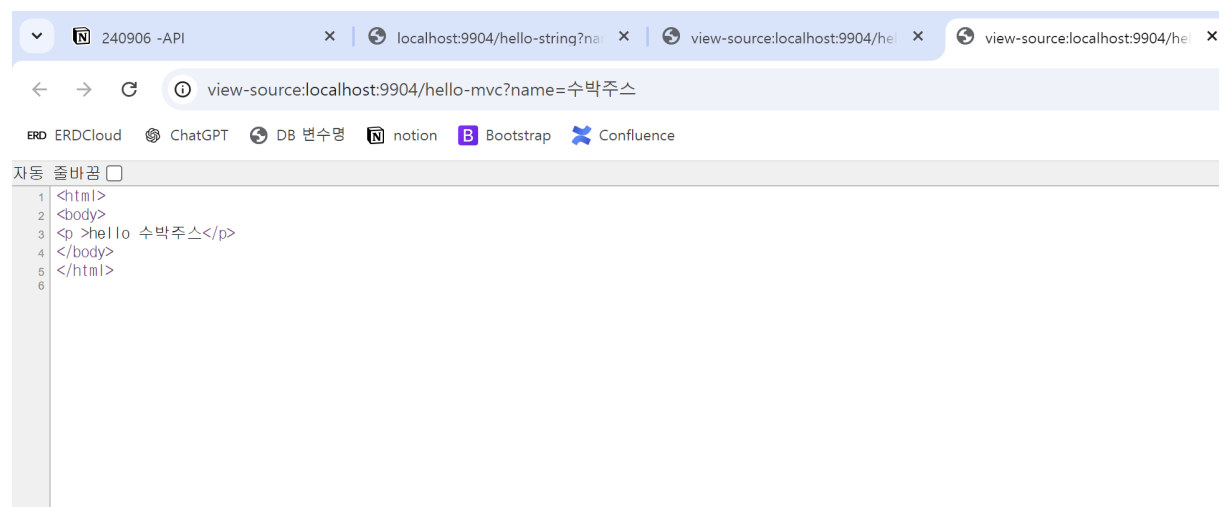 240906 -API
localhost:9904/hello-string?na
view-source:localhost:9904/hel
view-source:localhost:9904/he
view-source:localhost:9904/hello-mvc?name=수박주스
ERD ERDCloud ChatGPT DB 변수명 notion B Bootstrap Confluence
자동 줄바꿈
1 <html>
2 <body>
3 <p >hello 수박주스</p>
4 </body>
5 </html>
6